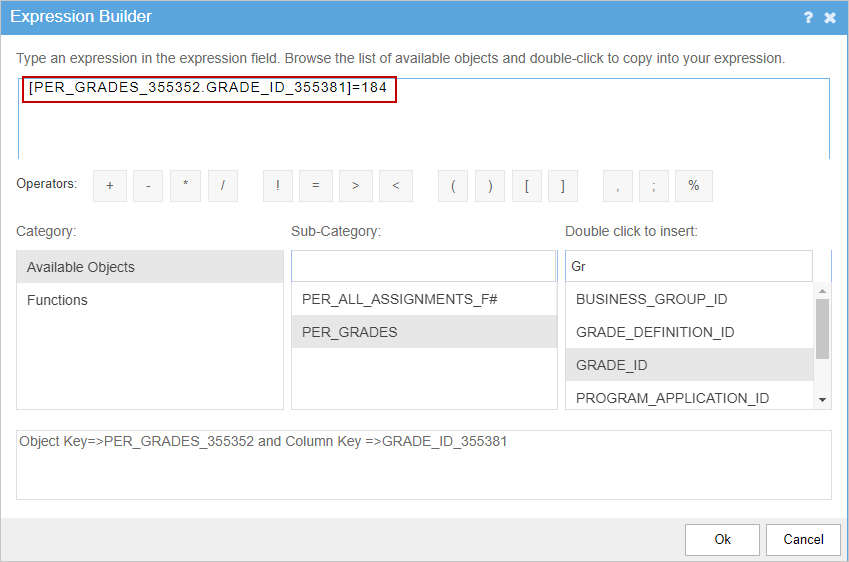 Expression Builder
? ×
Type an expression in the expression field. Browse the list of available objects and double-click to copy into your expression.
[PER_GRADES_355352.GRADE_ID_355381]=184
Operators: + - * / ! = > < ( ) [ ] , ; %
Category: Sub-Category: Double click to insert:
Available Objects Gr
Functions PER_ALL_ASSIGNMENTS_F# BUSINESS_GROUP_ID
PER_GRADES GRADE_DEFINITION_ID
GRADE_ID
PROGRAM_APPLICATION_ID
Object Key=>PER_GRADES_355352 and Column Key =>GRADE_ID_355381
Ok Cancel